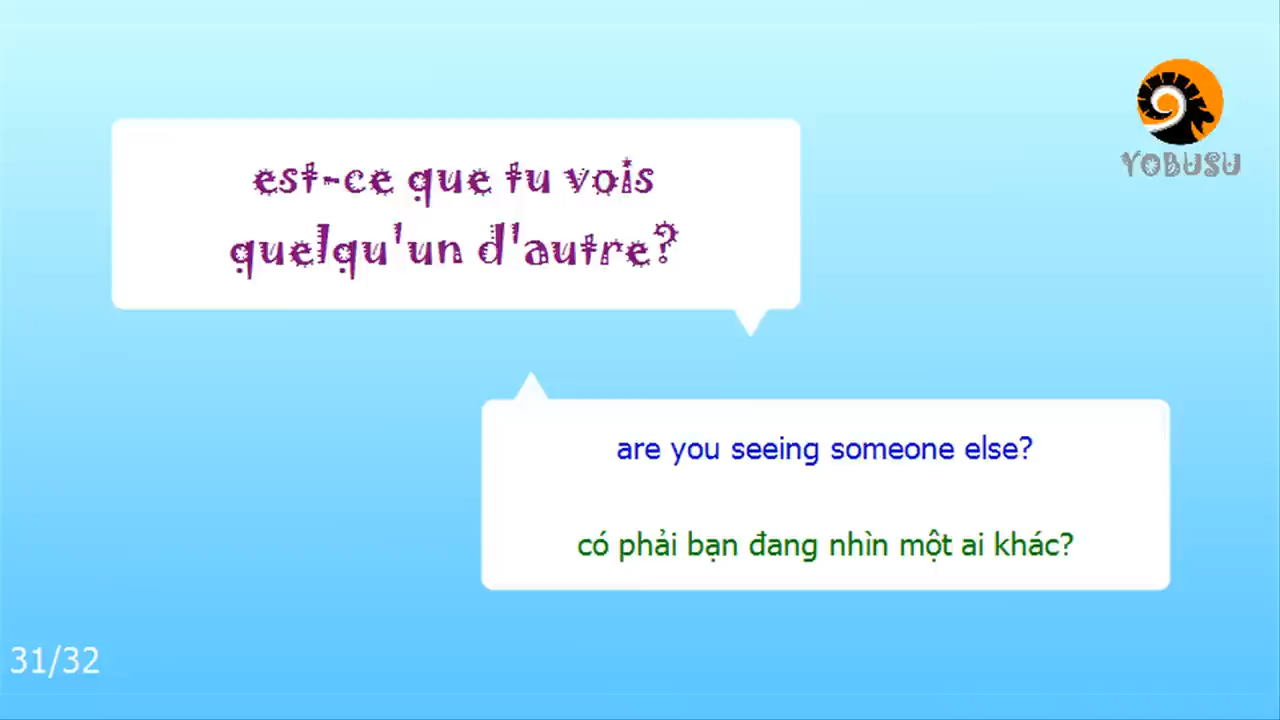 YOBUSU
est-ce que tu vois
quelqu'un d'autre?
are you seeing someone else?
có phải bạn đang nhìn một ai khác?
31/32